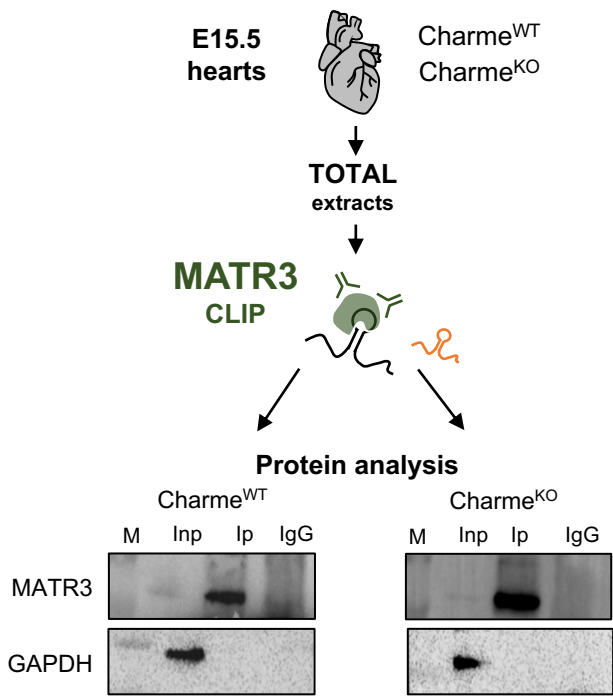 E15.5
hearts
Charme^WT
Charme^KO
TOTAL
extracts
MATR3
CLIP
Protein analysis
Charme^WT
Charme^KO
M Inp Ip IgG
M Inp Ip IgG
MATR3
GAPDH